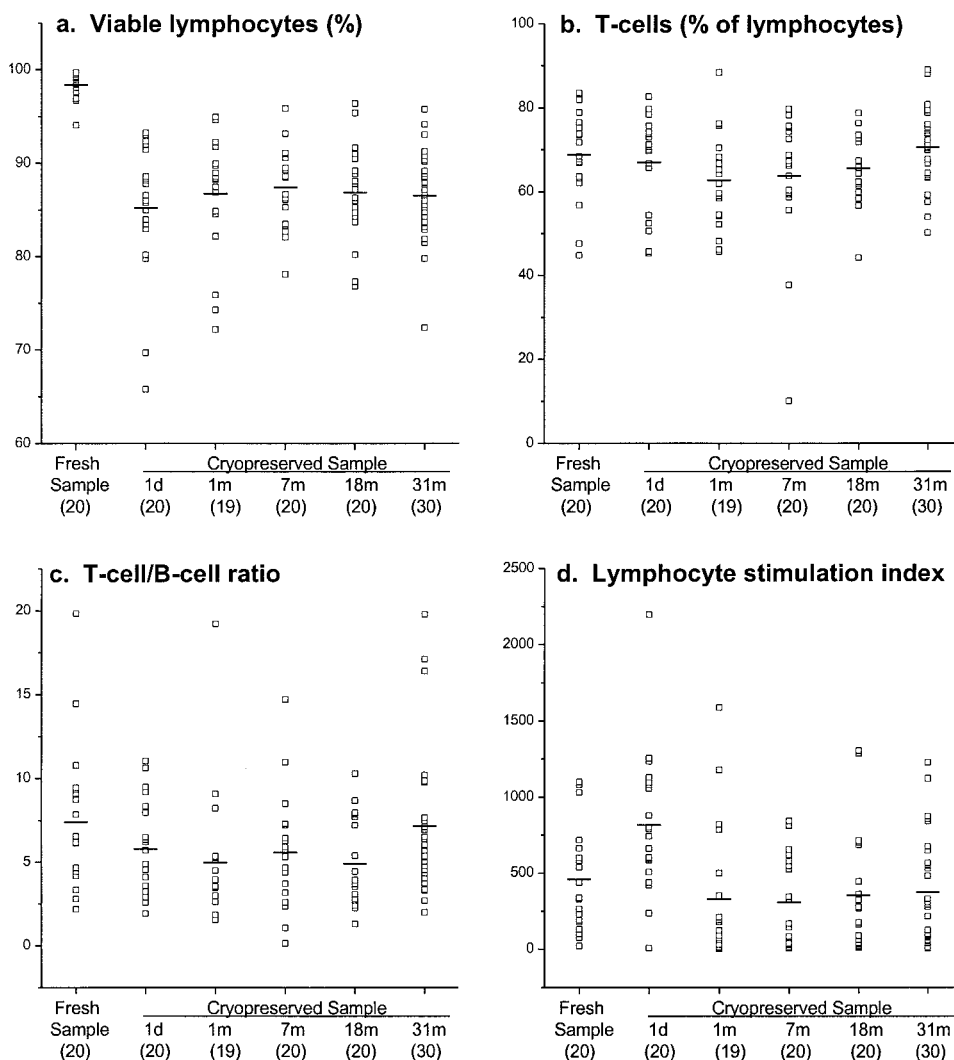 a. Viable lymphocytes (%)
100
90
80
70
60
Fresh Sample (20)
Cryopreserved Sample
1d 1m 7m 18m 31m
(20) (19) (20) (20) (30)
b. T-cells (% of lymphocytes)
100
80
60
40
20
0
Fresh Sample (20)
Cryopreserved Sample
1d 1m 7m 18m 31m
(20) (19) (20) (20) (30)
c. T-cell/B-cell ratio
20
15
10
5
0
Fresh Sample (20)
Cryopreserved Sample
1d 1m 7m 18m 31m
(20) (19) (20) (20) (30)
d. Lymphocyte stimulation index
2500
2000
1500
1000
500
0
Fresh Sample (20)
Cryopreserved Sample
1d 1m 7m 18m 31m
(20) (19) (20) (20) (30)